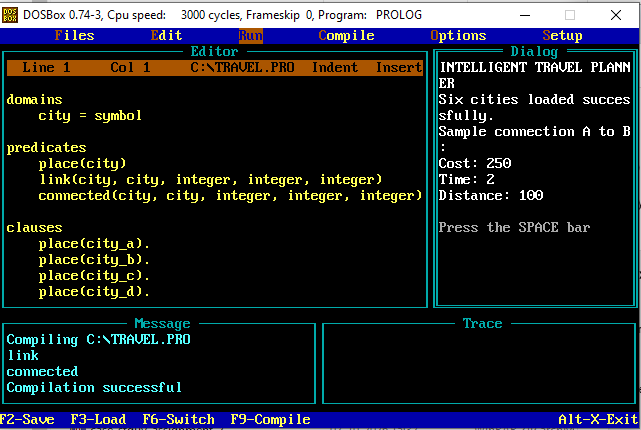 DOSBox 0.74-3, Cpu speed:    3000 cycles, Frameskip  0, Program:   PROLOG
Files Edit Run Compile Options Setup
Editor
Line 1     Col 1     C:\TRAVEL.PRO  Indent  Insert
domains
    city = symbol
predicates
    place(city)
    link(city, city, integer, integer, integer)
    connected(city, city, integer, integer, integer)
clauses
    place(city_a).
    place(city_b).
    place(city_c).
    place(city_d).
Dialog
INTELLIGENT TRAVEL PLANN
ER
Six cities loaded succes
sfully.
Sample connection A to B
:
Cost: 250
Time: 2
Distance: 100
Press the SPACE bar
Message
Compiling C:\TRAVEL.PRO
link
connected
Compilation successful
Trace
F2-Save  F3-Load  F6-Switch  F9-Compile Alt-X-Exit